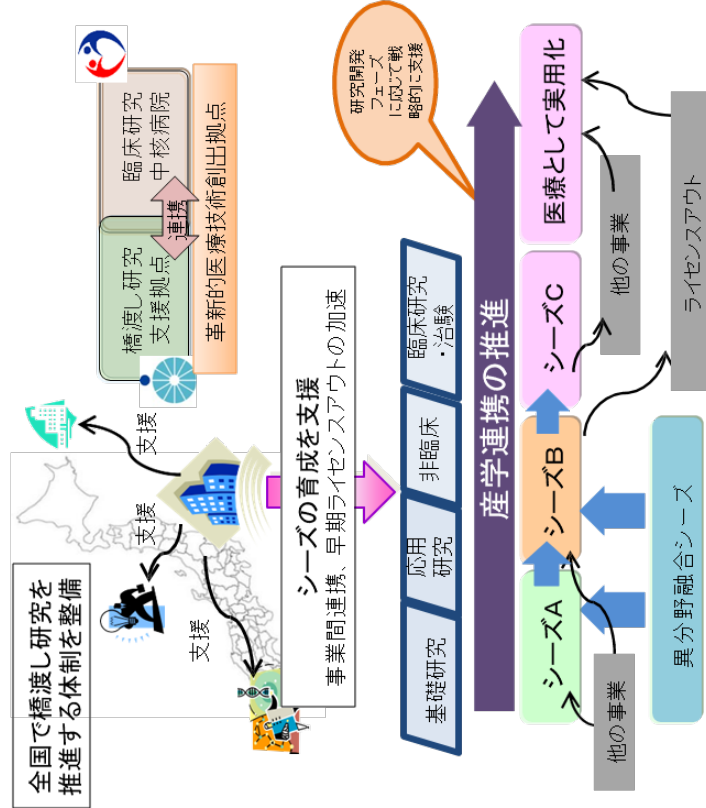 全国で橋渡し研究を
推進する体制を整備
支援
支援
支援
橋渡し研究
支援拠点
連携
臨床研究
中核病院
革新的医療技術創出拠点
シーズの育成を支援
事業間連携、早期ライセンスアウトの加速
基礎研究
応用
研究
非臨床
臨床研究
・治験
研究開発
フェーズ
に応じて戦
略的に支援
産学連携の推進
シーズA
シーズB
シーズC
医療として実用化
他の事業
他の事業
異分野融合シーズ
ライセンスアウト